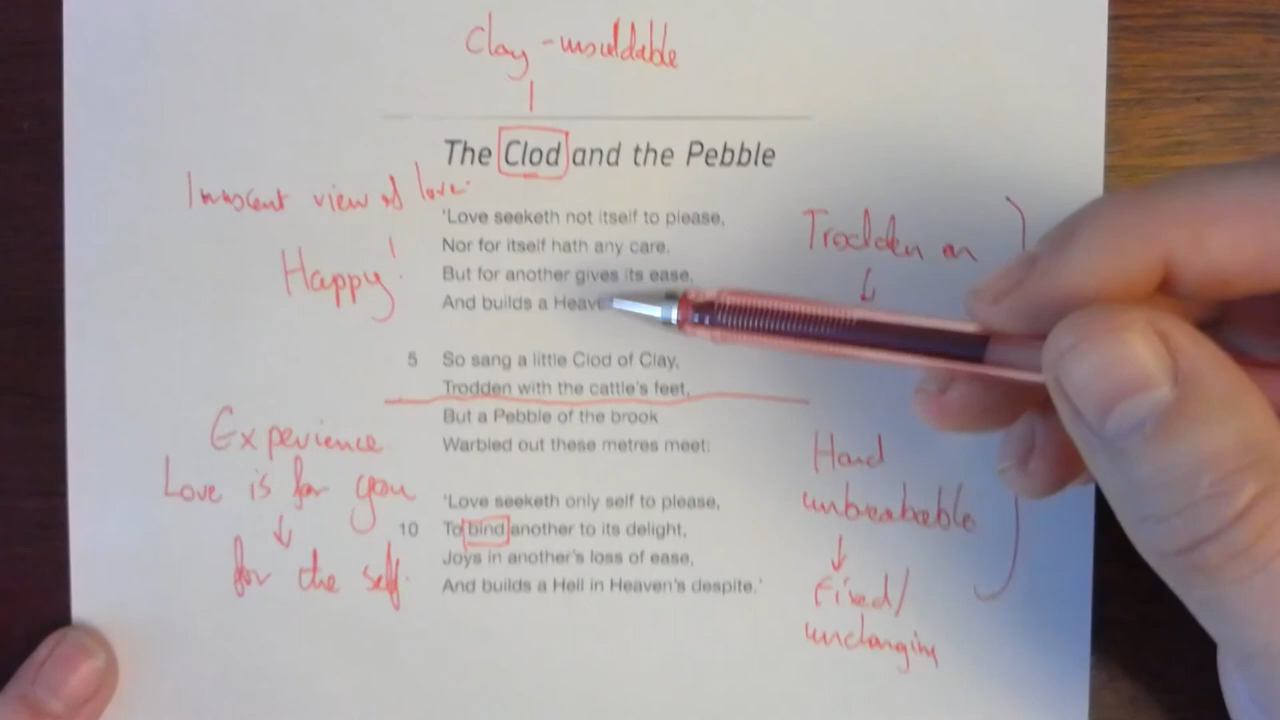 Clay - mouldable
The Clod and the Pebble
Innocent view of love.
'Love seeketh not itself to please,
Nor for itself hath any care.
But for another gives its ease,
And builds a Heave
Happy!
Trodden on
5 So sang a little Clod of Clay,
Trodden with the cattle's feet,
But a Pebble of the brook
Warbled out these metres meet:
Experience
Love is for you
for the self.
Hard
unbreakable
Fixed/
unchanging
'Love seeketh only self to please,
10 To bind another to its delight,
Joys in another's loss of ease,
And builds a Hell in Heaven's despite.'